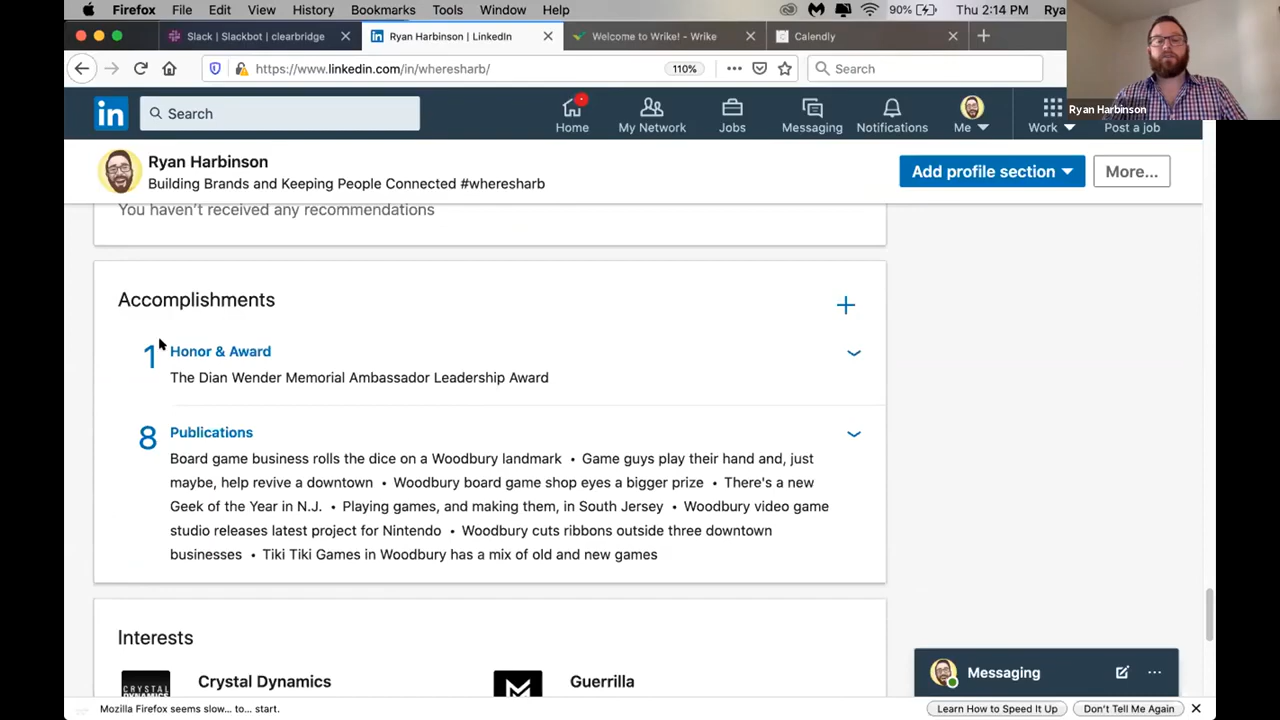 Firefox File Edit View History Bookmarks Tools Window Help 90% Thu 2:14 PM Rya
Slack | Slackbot | clearbridge
Ryan Harbinson | LinkedIn
Welcome to Wrike! - Wrike
Calendly
https://www.linkedin.com/in/wheresharb/
110%
Search
Ryan Harbinson
in
Search
Home
My Network
Jobs
Messaging
Notifications
Me
Work
Post a job
Ryan Harbinson
Building Brands and Keeping People Connected #wheresharb
Add profile section
More...
You haven't received any recommendations
Accomplishments
1 Honor & Award
The Dian Wender Memorial Ambassador Leadership Award
8 Publications
Board game business rolls the dice on a Woodbury landmark • Game guys play their hand and, just
maybe, help revive a downtown • Woodbury board game shop eyes a bigger prize • There's a new
Geek of the Year in N.J. • Playing games, and making them, in South Jersey • Woodbury video game
studio releases latest project for Nintendo • Woodbury cuts ribbons outside three downtown
businesses • Tiki Tiki Games in Woodbury has a mix of old and new games
Interests
CRYSTAL DYNAMICS
Crystal Dynamics
Guerrilla
Messaging
Mozilla Firefox seems slow... to... start.
Learn How to Speed It Up
Don't Tell Me Again